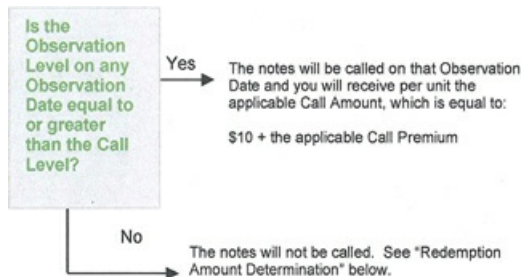 Is the
Observation
Level on any
Observation
Date equal to
or greater
than the Call
Level?
Yes
The notes will be called on that Observation
Date and you will receive per unit the
applicable Call Amount, which is equal to:
$10 + the applicable Call Premium
No
The notes will not be called. See “Redemption
Amount Determination” below.